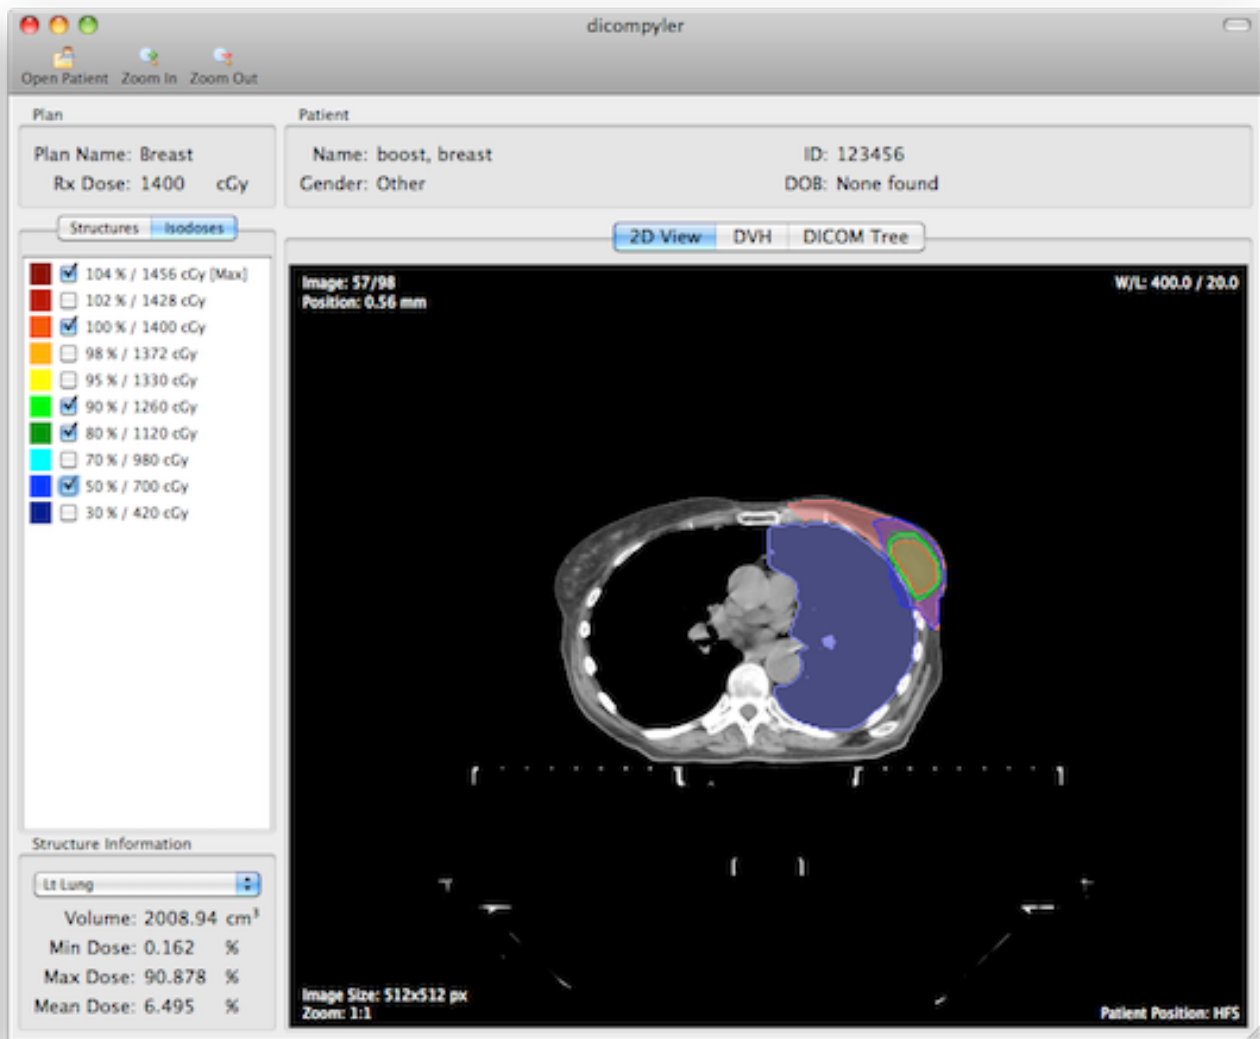 dicompyler
Open Patient Zoom In Zoom Out
Plan
Plan Name: Breast
Rx Dose: 1400 cGy
Patient
Name: boost, breast
ID: 123456
Gender: Other
DOB: None found
Structures Isodoses
104 % / 1456 cGy [Max]
102 % / 1428 cGy
100 % / 1400 cGy
98 % / 1372 cGy
95 % / 1330 cGy
90 % / 1260 cGy
80 % / 1120 cGy
70 % / 980 cGy
50 % / 700 cGy
30 % / 420 cGy
Structure Information
Lt Lung
Volume: 2008.94 cm³
Min Dose: 0.162 %
Max Dose: 90.878 %
Mean Dose: 6.495 %
2D View DVH DICOM Tree
Image: 57/98
Position: 0.56 mm
W/L: 400.0 / 20.0
Image Size: 512x512 px
Zoom: 1:1
Patient Position: HFS